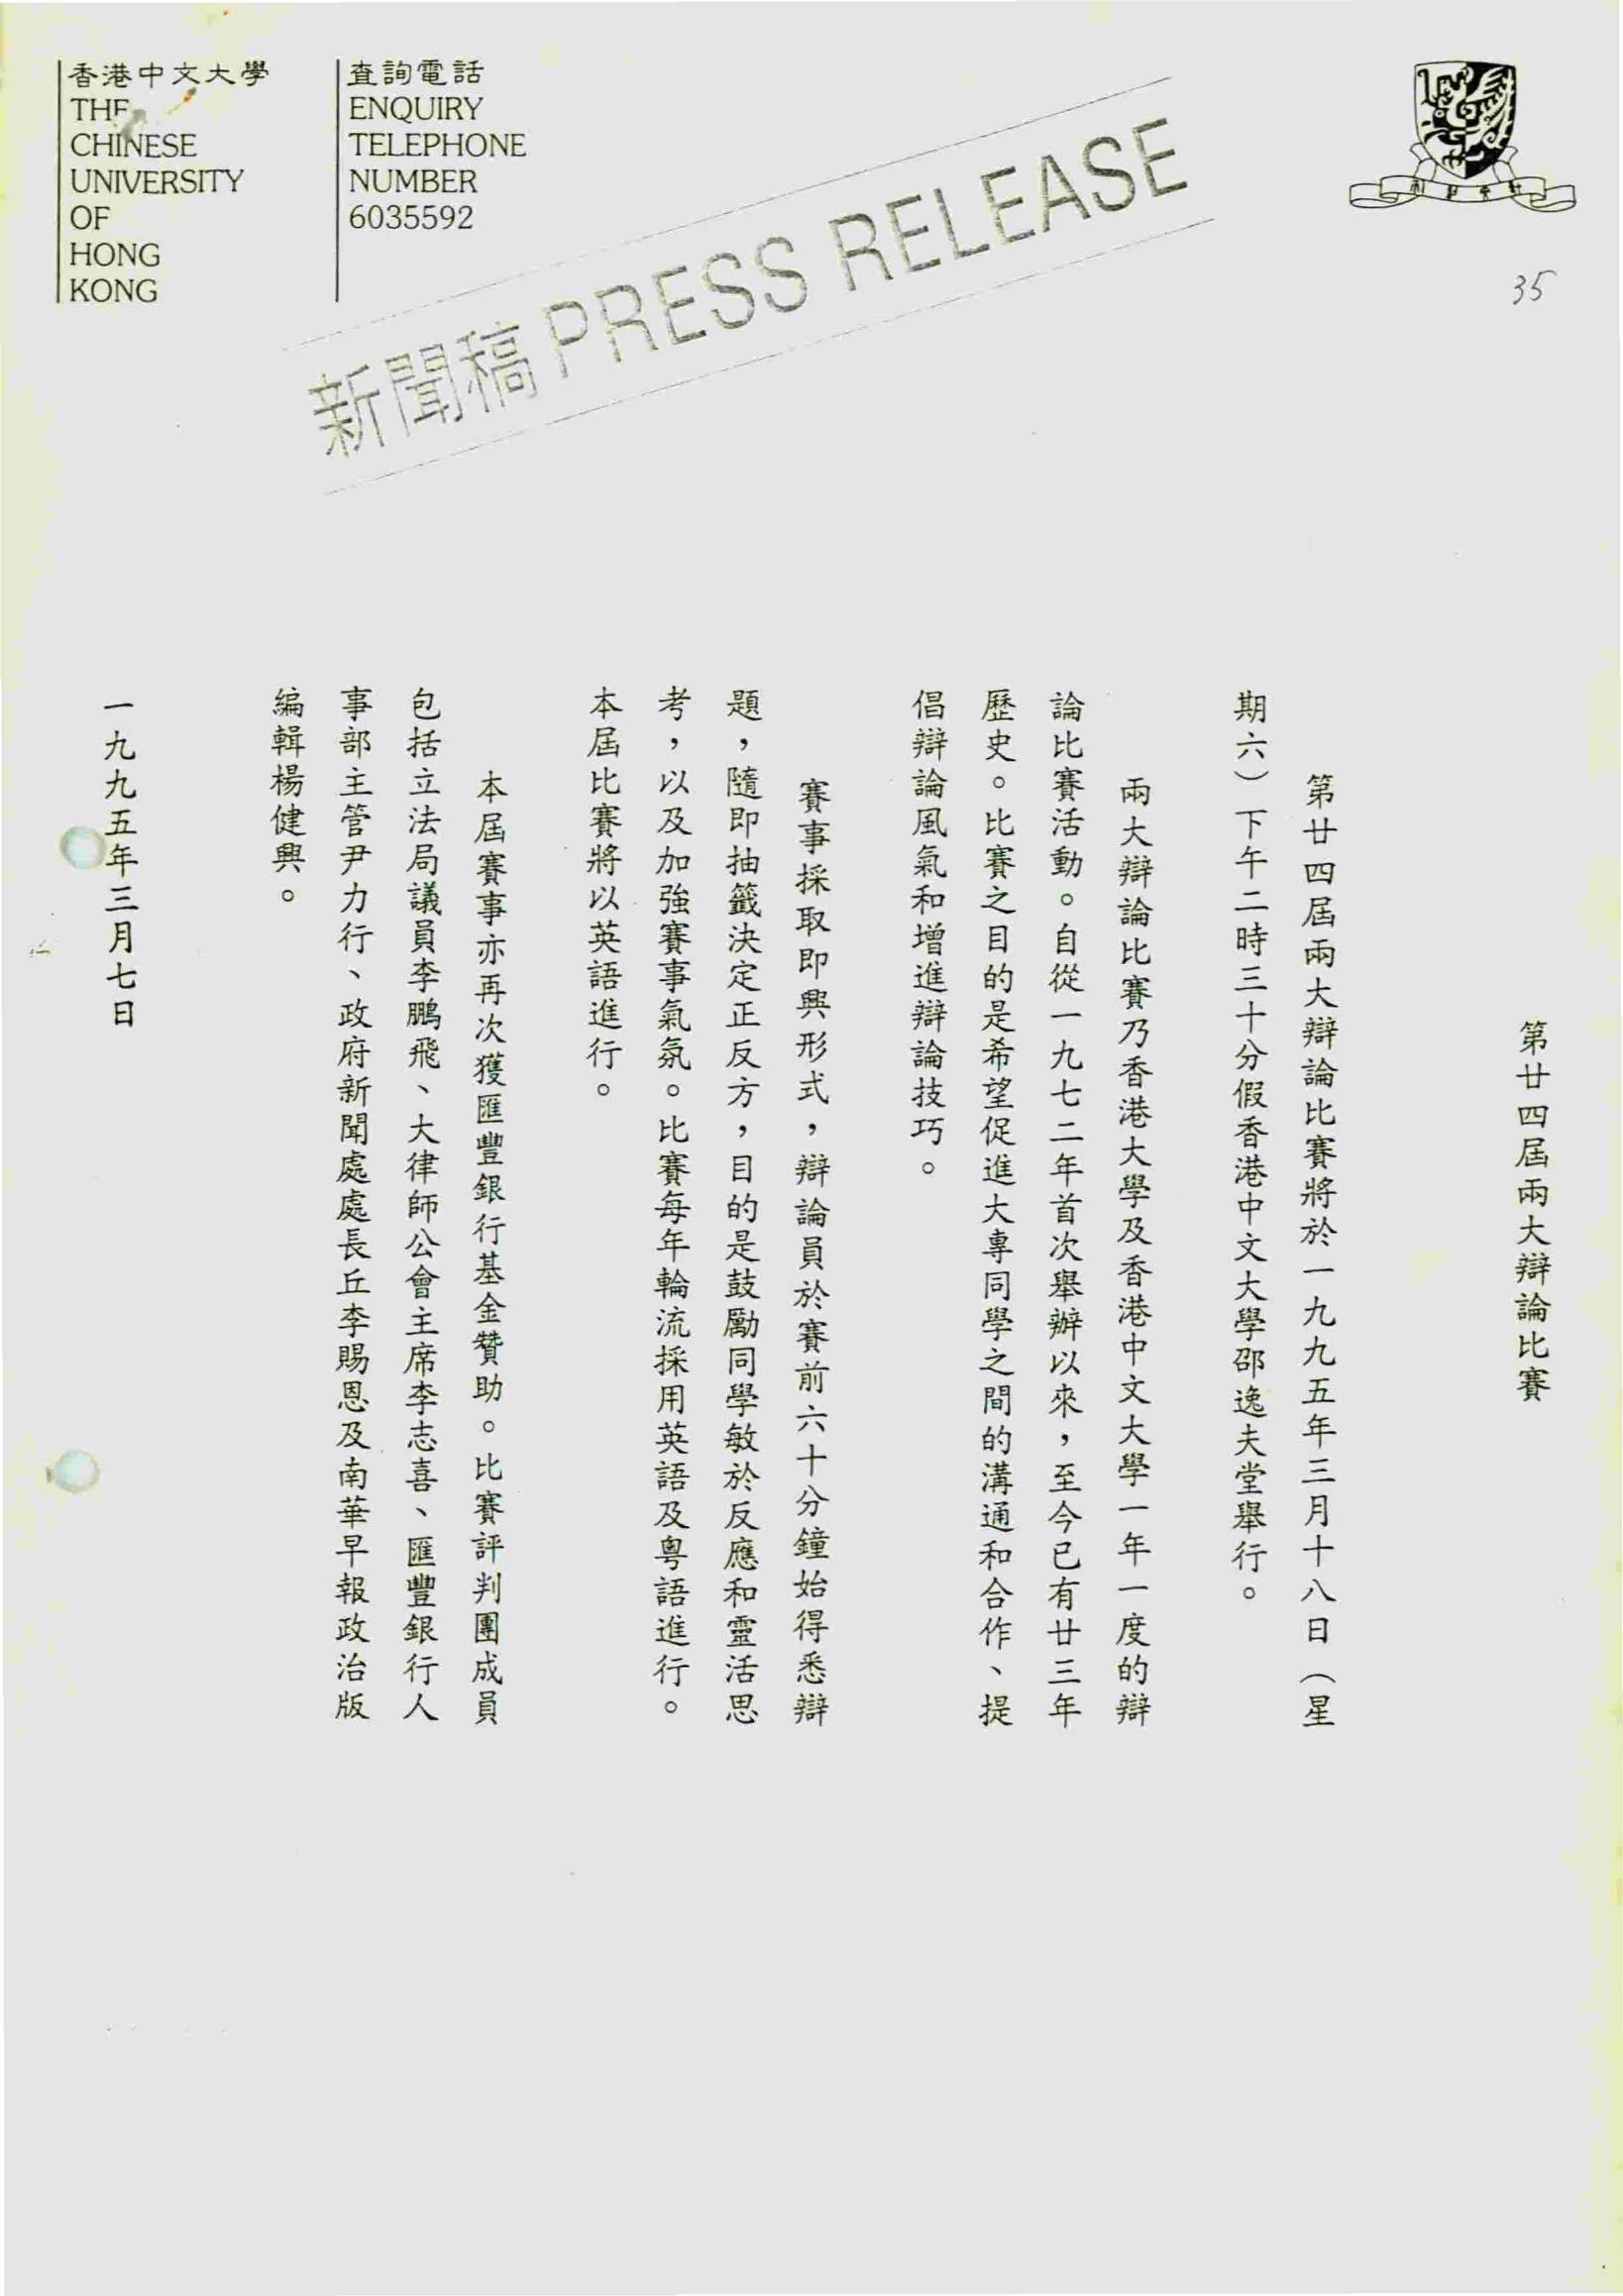 香港中文大學
THE
CHINESE
UNIVERSITY
OF
HONG
KONG
查詢電話
ENQUIRY
TELEPHONE
NUMBER
6035592
新聞稿 PRESS RELEASE
35
第廿四屆兩大辯論比賽
第廿四屆兩大辯論比賽將於一九九五年三月十八日（星
期六）下午二時三十分假香港中文大學邵逸夫堂舉行。
兩大辯論比賽乃香港大學及香港中文大學一年一度的辯
論比賽活動。自從一九七二年首次舉辦以來，至今已有廿三年
歷史。比賽之目的是希望促進大專同學之間的溝通和合作、提
倡辯論風氣和增進辯論技巧。
賽事採取即興形式，辯論員於賽前六十分鐘始得悉辯
題，隨即抽籤決定正反方，目的是鼓勵同學敏於反應和靈活思
考，以及加強賽事氣氛。比賽每年輪流採用英語及粵語進行。
本屆比賽將以英語進行。
本屆賽事亦再次獲匯豐銀行基金贊助。比賽評判團成員
包括立法局議員李鵬飛、大律師公會主席李志喜、匯豐銀行人
事部主管尹力行、政府新聞處處長丘李賜恩及南華早報政治版
編輯楊健興。
一九九五年三月七日